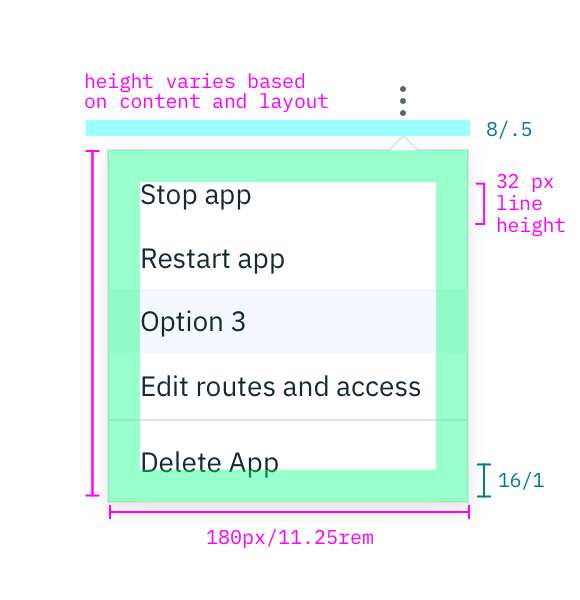 height varies based
on content and layout
8/.5
32 px
line
height
Stop app
Restart app
Option 3
Edit routes and access
Delete App
16/1
180px/11.25rem